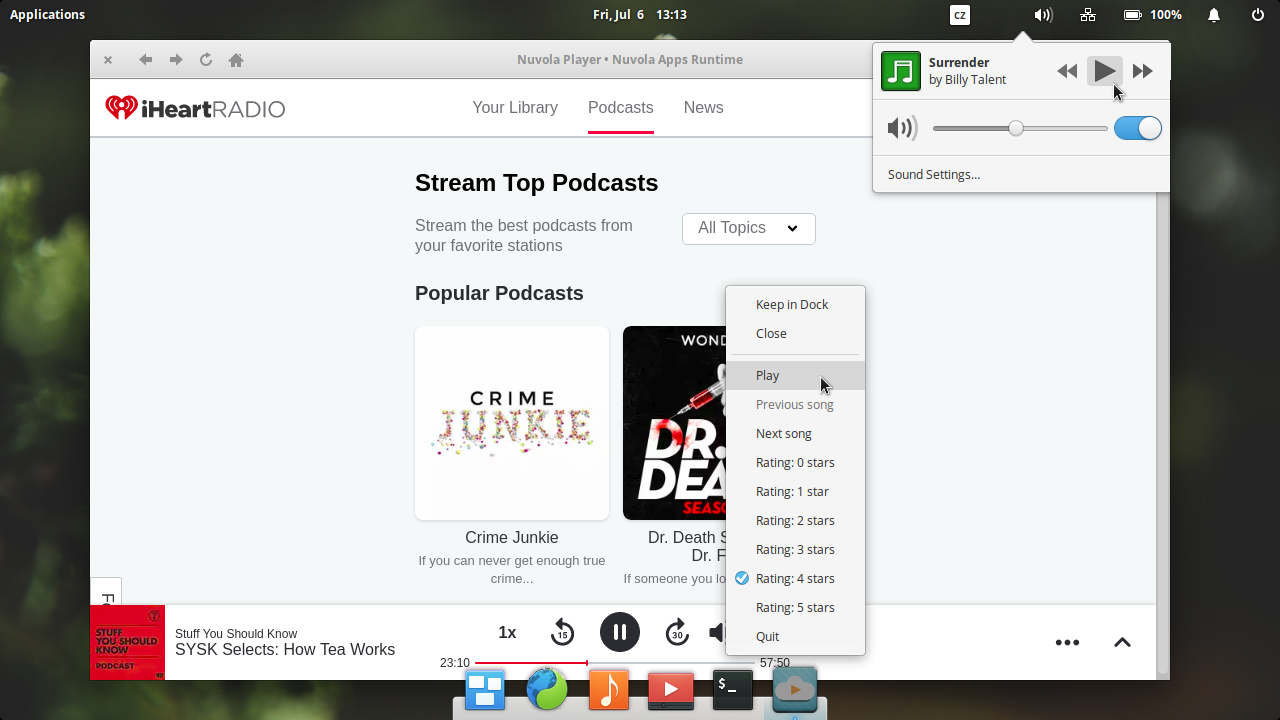 Applications
Fri, Jul 6 13:13
CZ
100%
Nuvola Player • Nuvola Apps Runtime
Surrender
by Billy Talent
Sound Settings...
iHeartRADIO
Your Library
Podcasts
News
Stream Top Podcasts
Stream the best podcasts from
your favorite stations
All Topics
Popular Podcasts
CRIME
JUNKIE
WOND
DR.
DEA
SEASO
Crime Junkie
If you can never get enough true
crime...
Dr. Death S
Dr. F
If someone you lo
Keep in Dock
Close
Play
Previous song
Next song
Rating: 0 stars
Rating: 1 star
Rating: 2 stars
Rating: 3 stars
Rating: 4 stars
Rating: 5 stars
Quit
Fe
STUFF
YOU SHOULD
KNOW
PODCAST
Stuff You Should Know
SYSK Selects: How Tea Works
1x
15
30
23:10
57:50